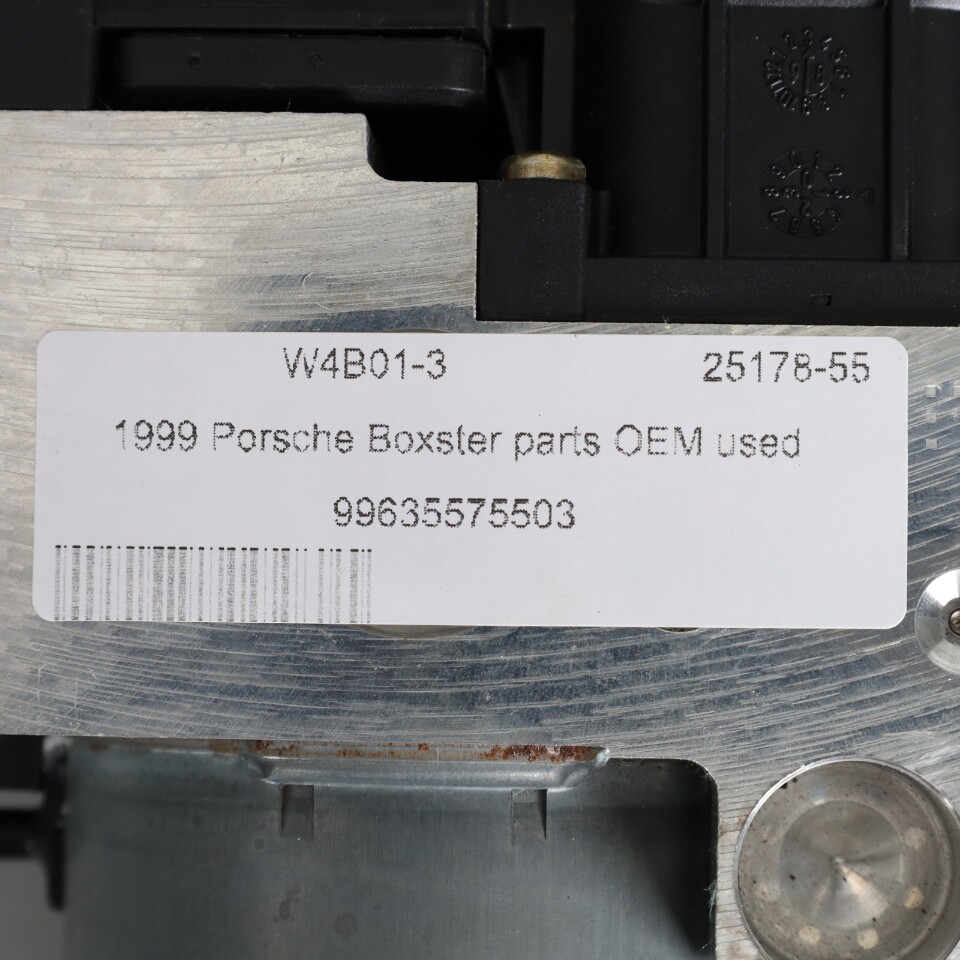 W4B01-3 25178-55
1999 Porsche Boxster parts OEM used
99635575503